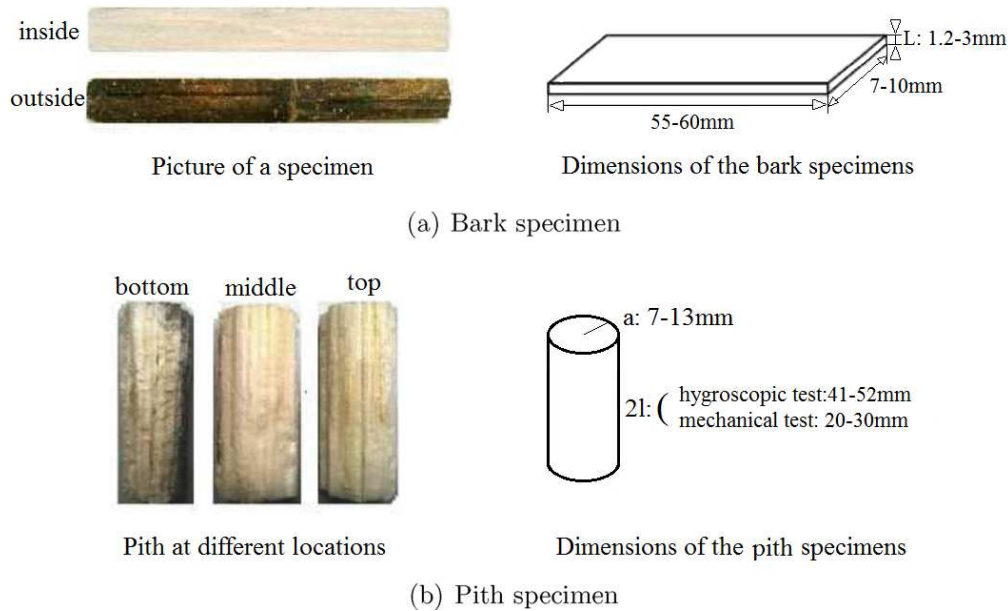 inside
outside
Picture of a specimen
L: 1.2-3mm
7-10mm
55-60mm
Dimensions of the bark specimens
(a) Bark specimen
bottom middle top
Pith at different locations
a: 7-13mm
2l: ( hygroscopic test:41-52mm
mechanical test: 20-30mm
Dimensions of the pith specimens
(b) Pith specimen